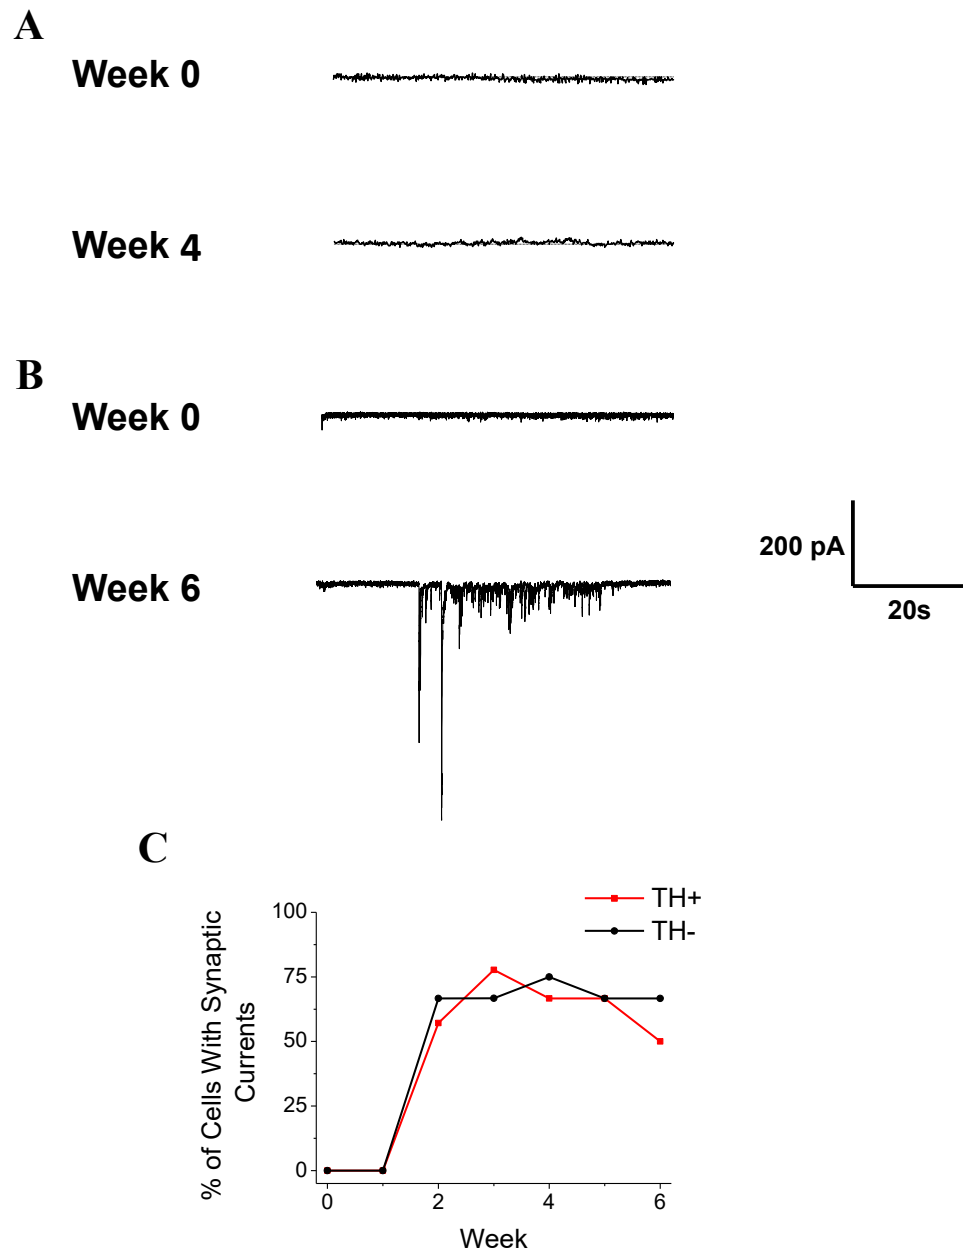 A
Week 0
Week 4
B
Week 0
Week 6
200 pA
20s
C
TH+
TH-
% of Cells With Synaptic
Currents
100
75
50
25
0
0 2 4 6
Week